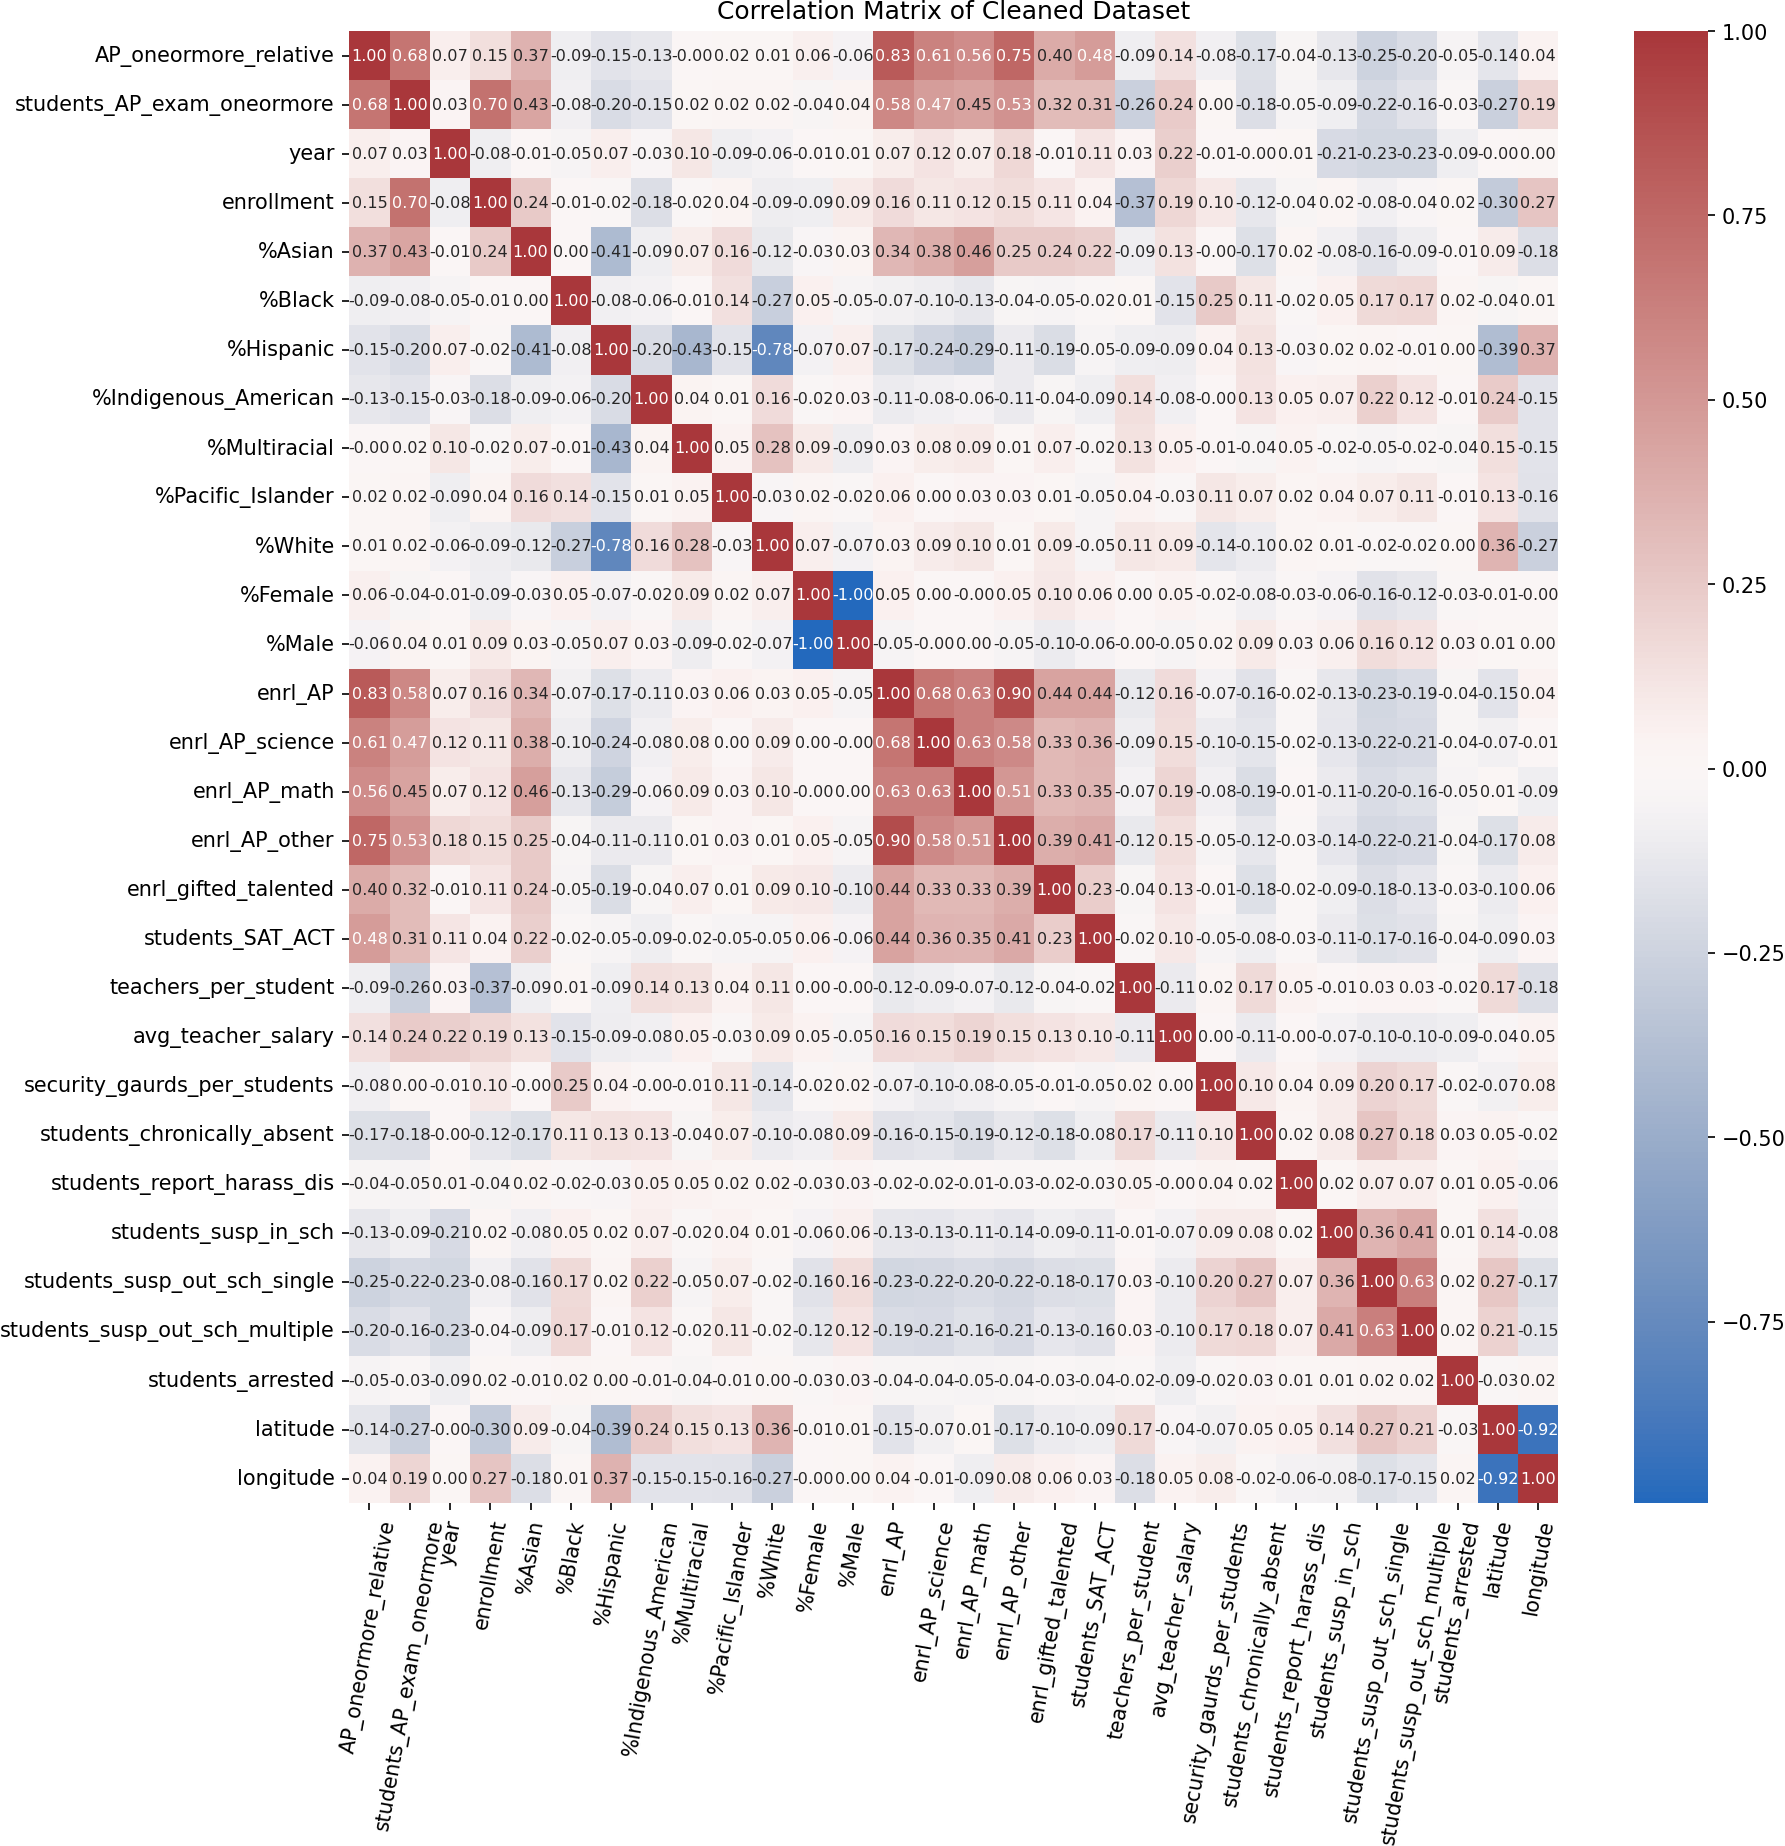 Correlation Matrix of Cleaned Dataset
AP_oneormore_relative 1.00 0.68 0.07 0.15 0.37 -0.09 -0.15 -0.13 -0.00 0.02 0.01 0.06 -0.06 0.83 0.61 0.56 0.75 0.40 0.48 -0.09 0.14 -0.08 -0.17 -0.04 -0.13 -0.25 -0.20 -0.05 -0.14 0.04
students_AP_exam_oneormore 0.68 1.00 0.03 0.70 0.43 -0.08 -0.20 -0.15 0.02 0.02 0.02 -0.04 0.04 0.58 0.47 0.45 0.53 0.32 0.31 -0.26 0.24 0.00 -0.18 -0.05 -0.09 -0.22 -0.16 -0.03 -0.27 0.19
year 0.07 0.03 1.00 -0.08 -0.01 -0.05 0.07 -0.03 0.10 -0.09 -0.06 -0.01 0.01 0.07 0.12 0.07 0.18 -0.01 0.11 0.03 0.22 -0.01 -0.00 0.01 -0.21 -0.23 -0.23 -0.09 -0.00 0.00
enrollment 0.15 0.70 -0.08 1.00 0.24 -0.01 -0.02 -0.18 -0.02 0.04 -0.09 -0.09 0.09 0.16 0.11 0.12 0.15 0.11 0.04 -0.37 0.19 0.10 -0.12 -0.04 0.02 -0.08 -0.04 0.02 -0.30 0.27
%Asian 0.37 0.43 -0.01 0.24 1.00 0.00 -0.41 -0.09 0.07 0.16 -0.12 -0.03 0.03 0.34 0.38 0.46 0.25 0.24 0.22 -0.09 0.13 -0.00 -0.17 0.02 -0.08 -0.16 -0.09 -0.01 0.09 -0.18
%Black -0.09 -0.08 -0.05 -0.01 0.00 1.00 -0.08 -0.06 -0.01 0.14 -0.27 0.05 -0.05 -0.07 -0.10 -0.13 -0.04 -0.05 -0.02 0.01 -0.15 0.25 0.11 -0.02 0.05 0.17 0.17 0.02 -0.04 0.01
%Hispanic -0.15 -0.20 0.07 -0.02 -0.41 -0.08 1.00 -0.20 -0.43 -0.15 -0.78 -0.07 0.07 -0.17 -0.24 -0.29 -0.11 -0.19 -0.05 -0.09 -0.09 0.04 0.13 -0.03 0.02 0.02 -0.01 0.00 -0.39 0.37
%Indigenous_American -0.13 -0.15 -0.03 -0.18 -0.09 -0.06 -0.20 1.00 0.04 0.01 0.16 -0.02 0.03 -0.11 -0.08 -0.06 -0.11 -0.04 -0.09 0.14 -0.08 -0.00 0.13 0.05 0.07 0.22 0.12 -0.01 0.24 -0.15
%Multiracial -0.00 0.02 0.10 -0.02 0.07 -0.01 -0.43 0.04 1.00 0.05 0.28 0.09 -0.09 0.03 0.08 0.09 0.01 0.07 -0.02 0.13 0.05 -0.01 -0.04 0.05 -0.02 -0.05 -0.02 -0.04 0.15 -0.15
%Pacific_Islander 0.02 0.02 -0.09 0.04 0.16 0.14 -0.15 0.01 0.05 1.00 -0.03 0.02 -0.02 0.06 0.00 0.03 0.03 0.01 -0.05 0.04 -0.03 0.11 0.07 0.02 0.04 0.07 0.11 -0.01 0.13 -0.16
%White 0.01 0.02 -0.06 -0.09 -0.12 -0.27 -0.78 0.16 0.28 -0.03 1.00 0.07 -0.07 0.03 0.09 0.10 0.01 0.09 -0.05 0.11 0.09 -0.14 -0.10 0.02 0.01 -0.02 -0.02 0.00 0.36 -0.27
%Female 0.06 -0.04 -0.01 -0.09 -0.03 0.05 -0.07 -0.02 0.09 0.02 0.07 1.00 -1.00 0.05 0.00 -0.00 0.05 0.10 0.06 0.00 0.05 -0.02 -0.08 -0.03 -0.06 -0.16 -0.12 -0.03 -0.01 -0.00
%Male -0.06 0.04 0.01 0.09 0.03 -0.05 0.07 0.03 -0.09 -0.02 -0.07 -1.00 1.00 -0.05 -0.00 0.00 -0.05 -0.10 -0.06 -0.00 -0.05 0.02 0.09 0.03 0.06 0.16 0.12 0.03 0.01 0.00
enrl_AP 0.83 0.58 0.07 0.16 0.34 -0.07 -0.17 -0.11 0.03 0.06 0.03 0.05 -0.05 1.00 0.68 0.63 0.90 0.44 0.44 -0.12 0.16 -0.07 -0.16 -0.02 -0.13 -0.23 -0.19 -0.04 -0.15 0.04
enrl_AP_science 0.61 0.47 0.12 0.11 0.38 -0.10 -0.24 -0.08 0.08 0.00 0.09 0.00 -0.00 0.68 1.00 0.63 0.58 0.33 0.36 -0.09 0.15 -0.10 -0.15 -0.02 -0.13 -0.22 -0.21 -0.04 -0.07 -0.01
enrl_AP_math 0.56 0.45 0.07 0.12 0.46 -0.13 -0.29 -0.06 0.09 0.03 0.10 -0.00 0.00 0.63 0.63 1.00 0.51 0.33 0.35 -0.07 0.19 -0.08 -0.19 -0.01 -0.11 -0.20 -0.16 -0.05 0.01 -0.09
enrl_AP_other 0.75 0.53 0.18 0.15 0.25 -0.04 -0.11 -0.11 0.01 0.03 0.01 0.05 -0.05 0.90 0.58 0.51 1.00 0.39 0.41 -0.12 0.15 -0.05 -0.12 -0.03 -0.14 -0.22 -0.21 -0.04 -0.17 0.08
enrl_gifted_talented 0.40 0.32 -0.01 0.11 0.24 -0.05 -0.19 -0.04 0.07 0.01 0.09 0.10 -0.10 0.44 0.33 0.33 0.39 1.00 0.23 -0.04 0.13 -0.01 -0.18 -0.02 -0.09 -0.18 -0.13 -0.03 -0.10 0.06
students_SAT_ACT 0.48 0.31 0.11 0.04 0.22 -0.02 -0.05 -0.09 -0.02 -0.05 -0.05 0.06 -0.06 0.44 0.36 0.35 0.41 0.23 1.00 -0.02 0.10 -0.05 -0.08 -0.03 -0.11 -0.17 -0.16 -0.04 -0.09 0.03
teachers_per_student -0.09 -0.26 0.03 -0.37 -0.09 0.01 -0.09 0.14 0.13 0.04 0.11 0.00 -0.00 -0.12 -0.09 -0.07 -0.12 -0.04 -0.02 1.00 -0.11 0.02 0.17 0.05 -0.01 0.03 0.03 -0.02 0.17 -0.18
avg_teacher_salary 0.14 0.24 0.22 0.19 0.13 -0.15 -0.09 -0.08 0.05 -0.03 0.09 0.05 -0.05 0.16 0.15 0.19 0.15 0.13 0.10 -0.11 1.00 0.00 -0.11 -0.00 -0.07 -0.10 -0.10 -0.09 -0.04 0.05
security_gaurds_per_students -0.08 0.00 -0.01 0.10 -0.00 0.25 0.04 -0.00 -0.01 0.11 -0.14 -0.02 0.02 -0.07 -0.10 -0.08 -0.05 -0.01 -0.05 0.02 0.00 1.00 0.10 0.04 0.09 0.20 0.17 -0.02 -0.07 0.08
students_chronically_absent -0.17 -0.18 -0.00 -0.12 -0.17 0.11 0.13 0.13 -0.04 0.07 -0.10 -0.08 0.09 -0.16 -0.15 -0.19 -0.12 -0.18 -0.08 0.17 -0.11 0.10 1.00 0.02 0.08 0.27 0.18 0.03 0.05 -0.02
students_report_harass_dis -0.04 -0.05 0.01 -0.04 0.02 -0.02 -0.03 0.05 0.05 0.02 0.02 -0.03 0.03 -0.02 -0.02 -0.01 -0.03 -0.02 -0.03 0.05 -0.00 0.04 0.02 1.00 0.02 0.07 0.07 0.01 0.05 -0.06
students_susp_in_sch -0.13 -0.09 -0.21 0.02 -0.08 0.05 0.02 0.07 -0.02 0.04 0.01 -0.06 0.06 -0.13 -0.13 -0.11 -0.14 -0.09 -0.11 -0.01 -0.07 0.09 0.08 0.02 1.00 0.36 0.41 0.01 0.14 -0.08
students_susp_out_sch_single -0.25 -0.22 -0.23 -0.08 -0.16 0.17 0.02 0.22 -0.05 0.07 -0.02 -0.16 0.16 -0.23 -0.22 -0.20 -0.22 -0.18 -0.17 0.03 -0.10 0.20 0.27 0.07 0.36 1.00 0.63 0.02 0.27 -0.17
students_susp_out_sch_multiple -0.20 -0.16 -0.23 -0.04 -0.09 0.17 -0.01 0.12 -0.02 0.11 -0.02 -0.12 0.12 -0.19 -0.21 -0.16 -0.21 -0.13 -0.16 0.03 -0.10 0.17 0.18 0.07 0.41 0.63 1.00 0.02 0.21 -0.15
students_arrested -0.05 -0.03 -0.09 0.02 -0.01 0.02 0.00 -0.01 -0.04 -0.01 0.00 -0.03 0.03 -0.04 -0.04 -0.05 -0.04 -0.03 -0.04 -0.02 -0.09 -0.02 0.03 0.01 0.01 0.02 0.02 1.00 -0.03 0.02
latitude -0.14 -0.27 -0.00 -0.30 0.09 -0.04 -0.39 0.24 0.15 0.13 0.36 -0.01 0.01 -0.15 -0.07 0.01 -0.17 -0.10 -0.09 0.17 -0.04 -0.07 0.05 0.05 0.14 0.27 0.21 -0.03 1.00 -0.92
longitude 0.04 0.19 0.00 0.27 -0.18 0.01 0.37 -0.15 -0.15 -0.16 -0.27 -0.00 0.00 0.04 -0.01 -0.09 0.08 0.06 0.03 -0.18 0.05 0.08 -0.02 -0.06 -0.08 -0.17 -0.15 0.02 -0.92 1.00
AP_oneormore_relative
students_AP_exam_oneormore
year
enrollment
%Asian
%Black
%Hispanic
%Indigenous_American
%Multiracial
%Pacific_Islander
%White
%Female
%Male
enrl_AP
enrl_AP_science
enrl_AP_math
enrl_AP_other
enrl_gifted_talented
students_SAT_ACT
teachers_per_student
avg_teacher_salary
security_gaurds_per_students
students_chronically_absent
students_report_harass_dis
students_susp_in_sch
students_susp_out_sch_single
students_susp_out_sch_multiple
students_arrested
latitude
longitude
1.00
0.75
0.50
0.25
0.00
−0.25
−0.50
−0.75